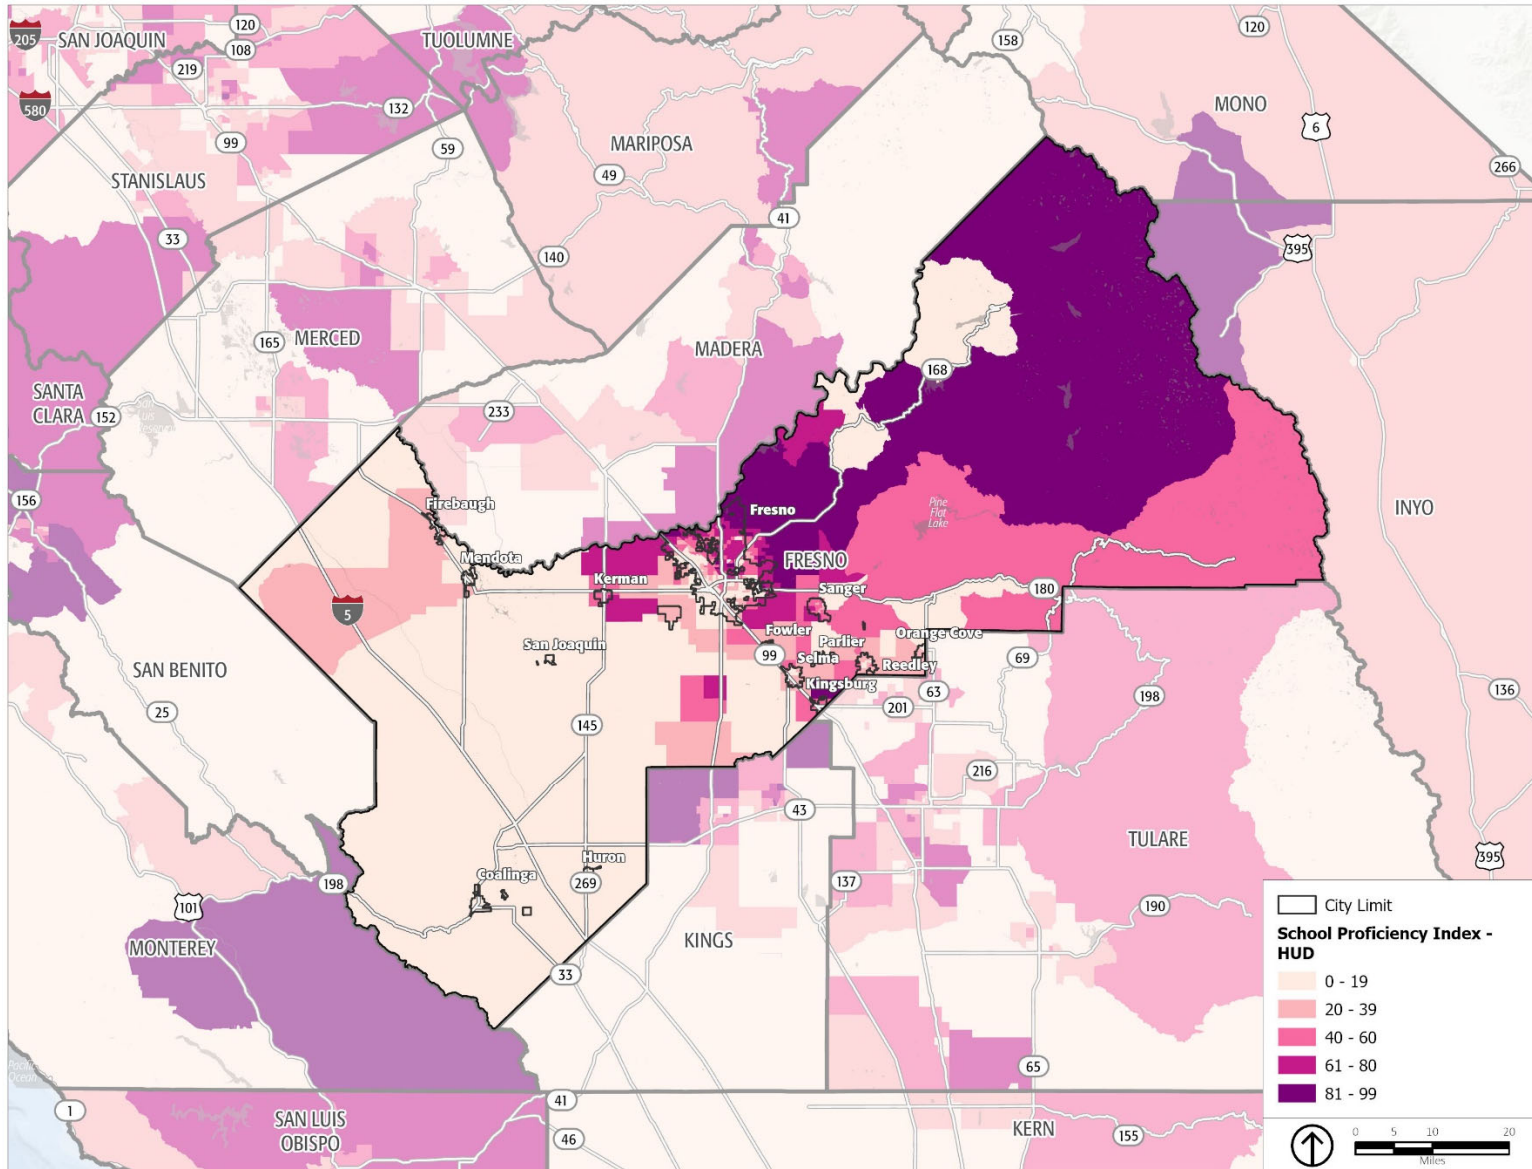 205
SAN JOAQUIN
120
108
219
TUOLUMNE
158
120
580
132
MONO
6
99
59
MARIPOSA
266
STANISLAUS
49
33
41
395
140
165
MERCED
MADERA
168
SANTA
CLARA
152
233
156
Firebaugh
Fresno
Pine
Flat
Lake
INYO
Mendota
FRESNO
Kerman
Sanger
180
5
San Joaquin
Fowler
Parlier
Orange Cove
99
Selma
Reedley
69
SAN BENITO
Kingsburg
63
198
136
25
145
201
216
43
TULARE
Huron
395
Coalinga
198
269
137
101
190
MONTEREY
KINGS
33
65
Pacific
Ocean
1
41
SAN LUIS
OBISPO
46
KERN
155
City Limit
School Proficiency Index -
HUD
0 - 19
20 - 39
40 - 60
61 - 80
81 - 99
0 5 10 20
Miles